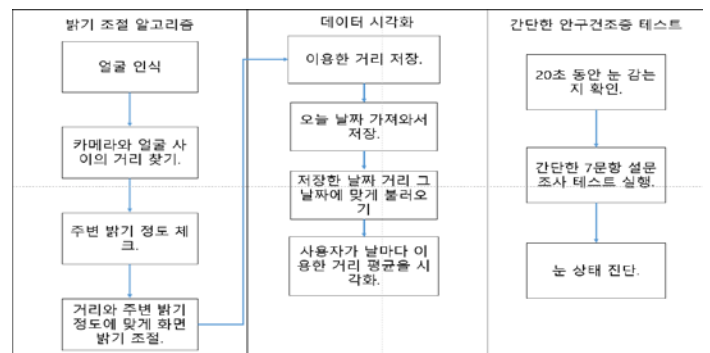 밝기 조절 알고리즘
얼굴 인식
카메라와 얼굴 사
이의 거리 찾기.
주변 밝기 정도 체
크.
거리와 주변 밝기
정도에 맞게 화면
밝기 조절.
데이터 시각화
이용한 거리 저장.
오늘 날짜 가져와서
저장.
저장한 날짜 거리 그
날짜에 맞게 불러오
기
사용자가 날마다 이
용한 거리 평균을 시
각화.
간단한 안구건조증 테스트
20초 동안 눈 감는
지 확인.
간단한 7문항 설문
조사 테스트 실행.
눈 상태 진단.